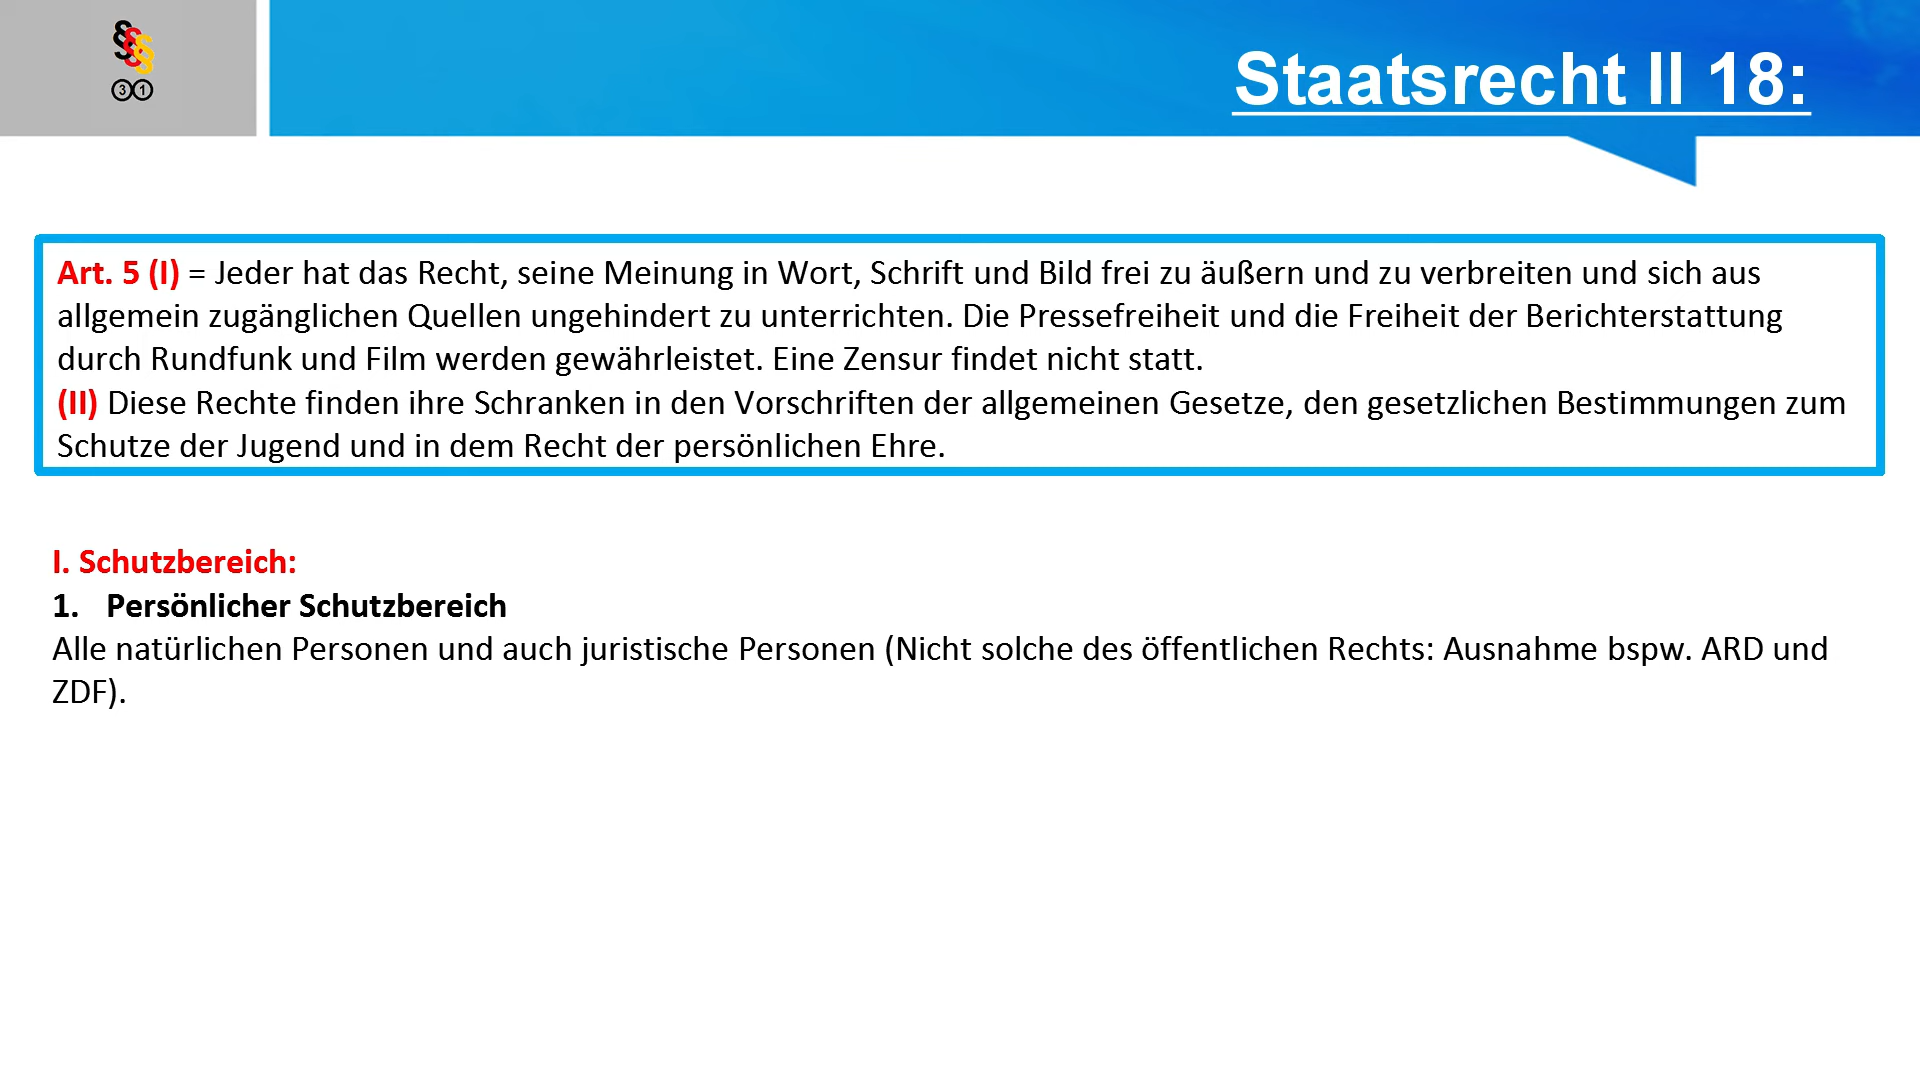 §§§
31
Staatsrecht II 18:
Art. 5 (I) = Jeder hat das Recht, seine Meinung in Wort, Schrift und Bild frei zu äußern und zu verbreiten und sich aus
allgemein zugänglichen Quellen ungehindert zu unterrichten. Die Pressefreiheit und die Freiheit der Berichterstattung
durch Rundfunk und Film werden gewährleistet. Eine Zensur findet nicht statt.
(II) Diese Rechte finden ihre Schranken in den Vorschriften der allgemeinen Gesetze, den gesetzlichen Bestimmungen zum
Schutze der Jugend und in dem Recht der persönlichen Ehre.
I. Schutzbereich:
1. Persönlicher Schutzbereich
Alle natürlichen Personen und auch juristische Personen (Nicht solche des öffentlichen Rechts: Ausnahme bspw. ARD und
ZDF).